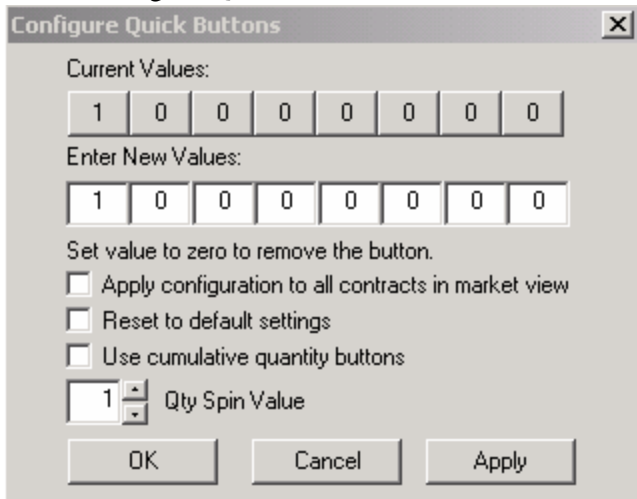 Configure Quick Buttons
Current Values:
1 0 0 0 0 0 0 0
Enter New Values:
1 0 0 0 0 0 0 0
Set value to zero to remove the button.
Apply configuration to all contracts in market view
Reset to default settings
Use cumulative quantity buttons
1 Qty Spin Value
OK Cancel Apply